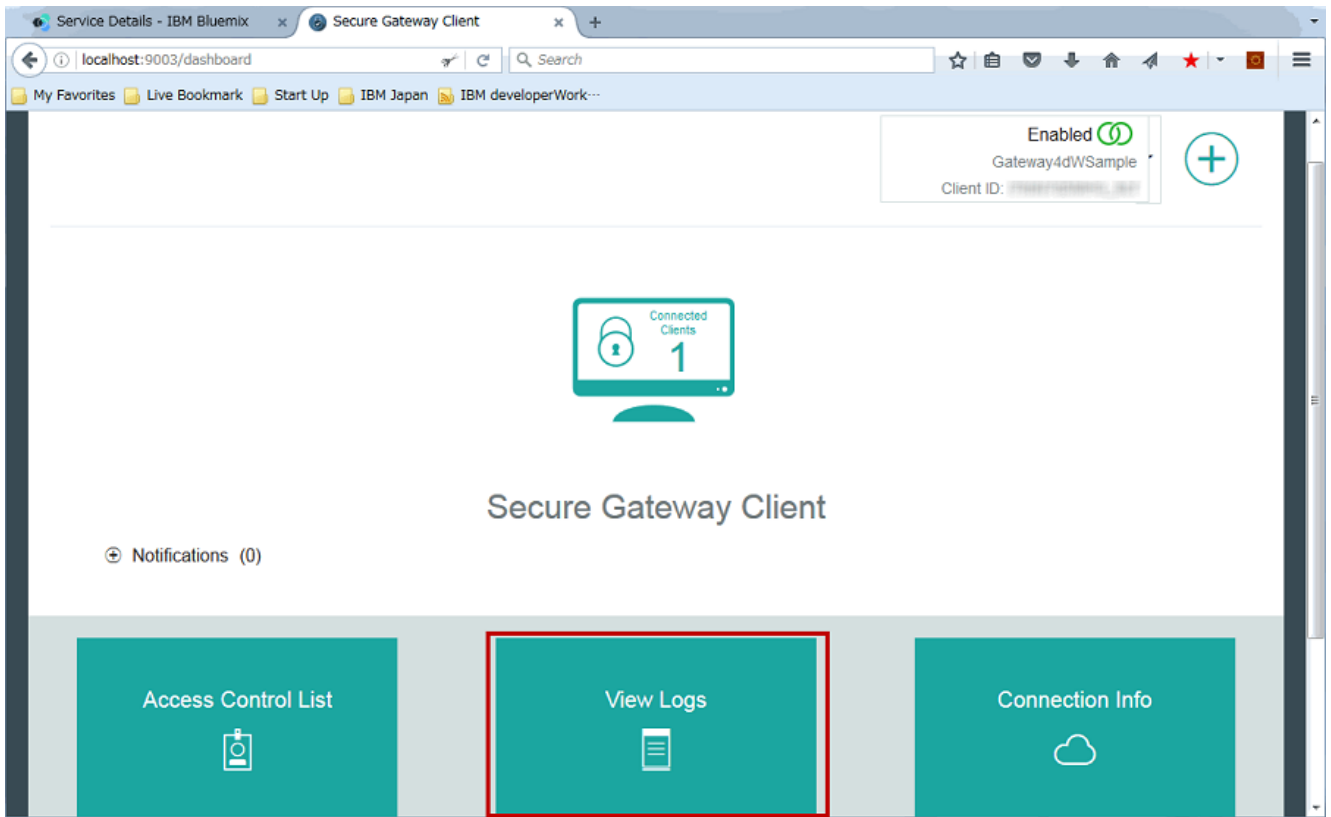 Service Details - IBM Bluemix
Secure Gateway Client
localhost:9003/dashboard
Search
My Favorites
Live Bookmark
Start Up
IBM Japan
IBM developerWork…
Enabled
Gateway4dWSample
Client ID:
Connected
Clients
1
Secure Gateway Client
Notifications (0)
Access Control List
View Logs
Connection Info